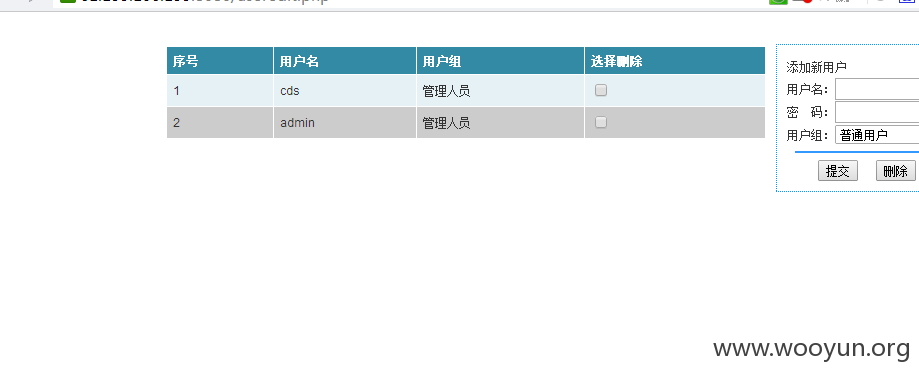 序号 用户名 用户组 选择删除
1 cds 管理人员
2 admin 管理人员
添加新用户
用户名:
密 码:
用户组: 普通用户
提交 删除
www.wooyun.org